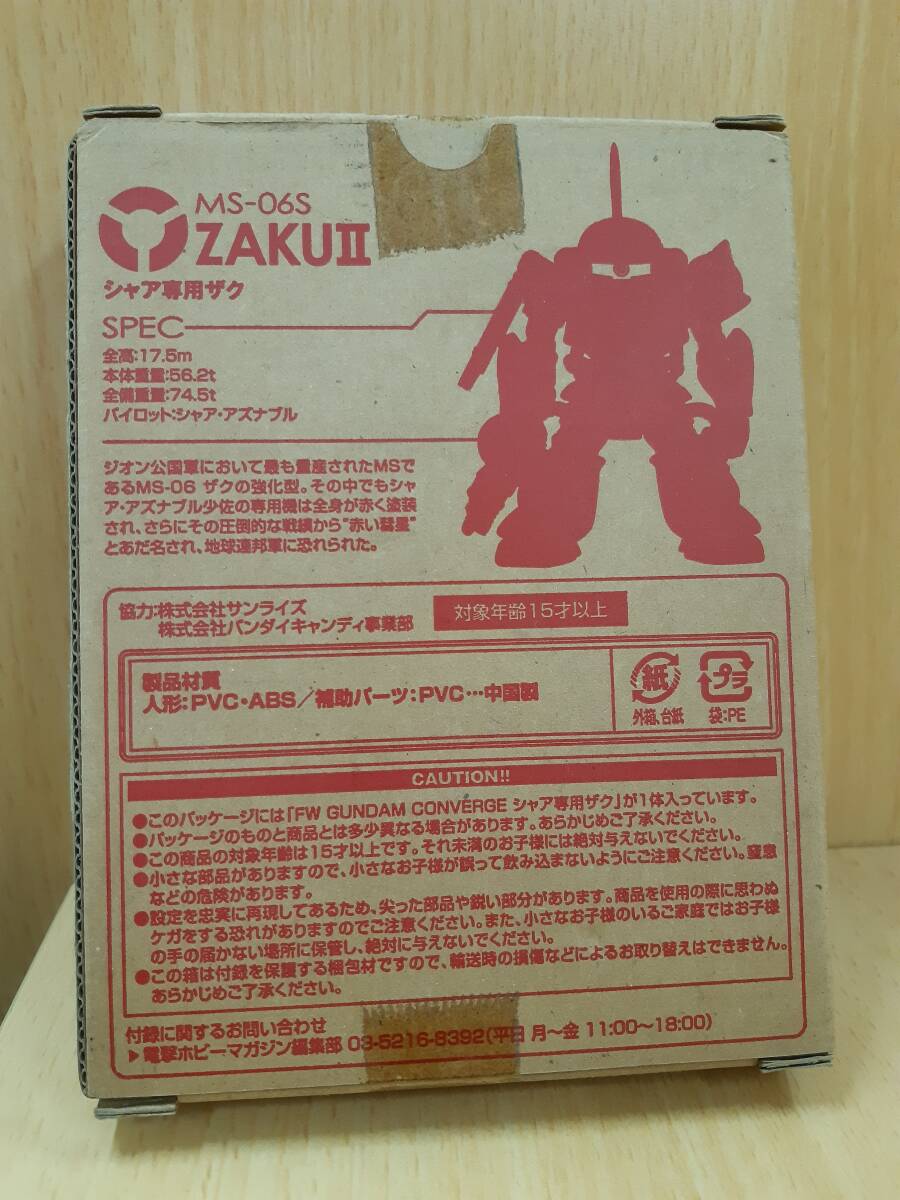 MS-06S
ZAKUⅡ
シャア専用ザク
SPEC
全高:17.5m
本体重量:56.2t
全備重量:74.5t
パイロット:シャア・アズナブル
ジオン公国軍において最も量産されたMSで
あるMS-06 ザクの強化型。その中でもシャ
ア・アズナブル少佐の専用機は全身が赤く塗装
され、さらにその圧倒的な戦績から“赤い彗星”
とあだ名され、地球連邦軍に恐れられた。
協力:株式会社サンライズ
株式会社バンダイキャンディ事業部
対象年齢15才以上
製品材質
人形:PVC・ABS/補助パーツ:PVC…中国製
紙
外箱、台紙
プラ
袋:PE
CAUTION!!
●このパッケージには「FW GUNDAM CONVERGE シャア専用ザク」が1体入っています。
●パッケージのものと商品とは多少異なる場合があります。あらかじめご了承ください。
●この商品の対象年齢は15才以上です。それ未満のお子様には絶対与えないでください。
●小さな部品がありますので、小さなお子様が誤って飲み込まないようにご注意ください。窒息
などの危険があります。
●設定を忠実に再現してあるため、尖った部品や鋭い部分があります。商品を使用の際に思わぬ
ケガをする恐れがありますのでご注意ください。また、小さなお子様のいるご家庭ではお子様
の手の届かない場所に保管し、絶対に与えないでください。
●この箱は付録を保護する梱包材ですので、輸送時の損傷などによるお取り替えはできません。
あらかじめご了承ください。
付録に関するお問い合わせ
▶電撃ホビーマガジン編集部 03-5216-8392(平日 月〜金 11:00〜18:00)